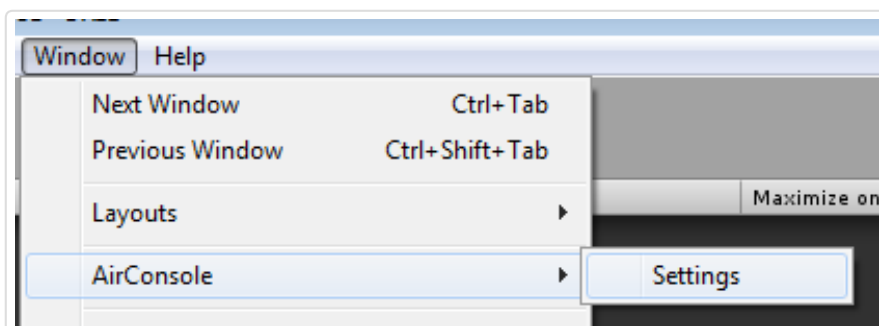 Window Help
Next Window Ctrl+Tab
Previous Window Ctrl+Shift+Tab
Layouts
Maximize on
AirConsole
Settings